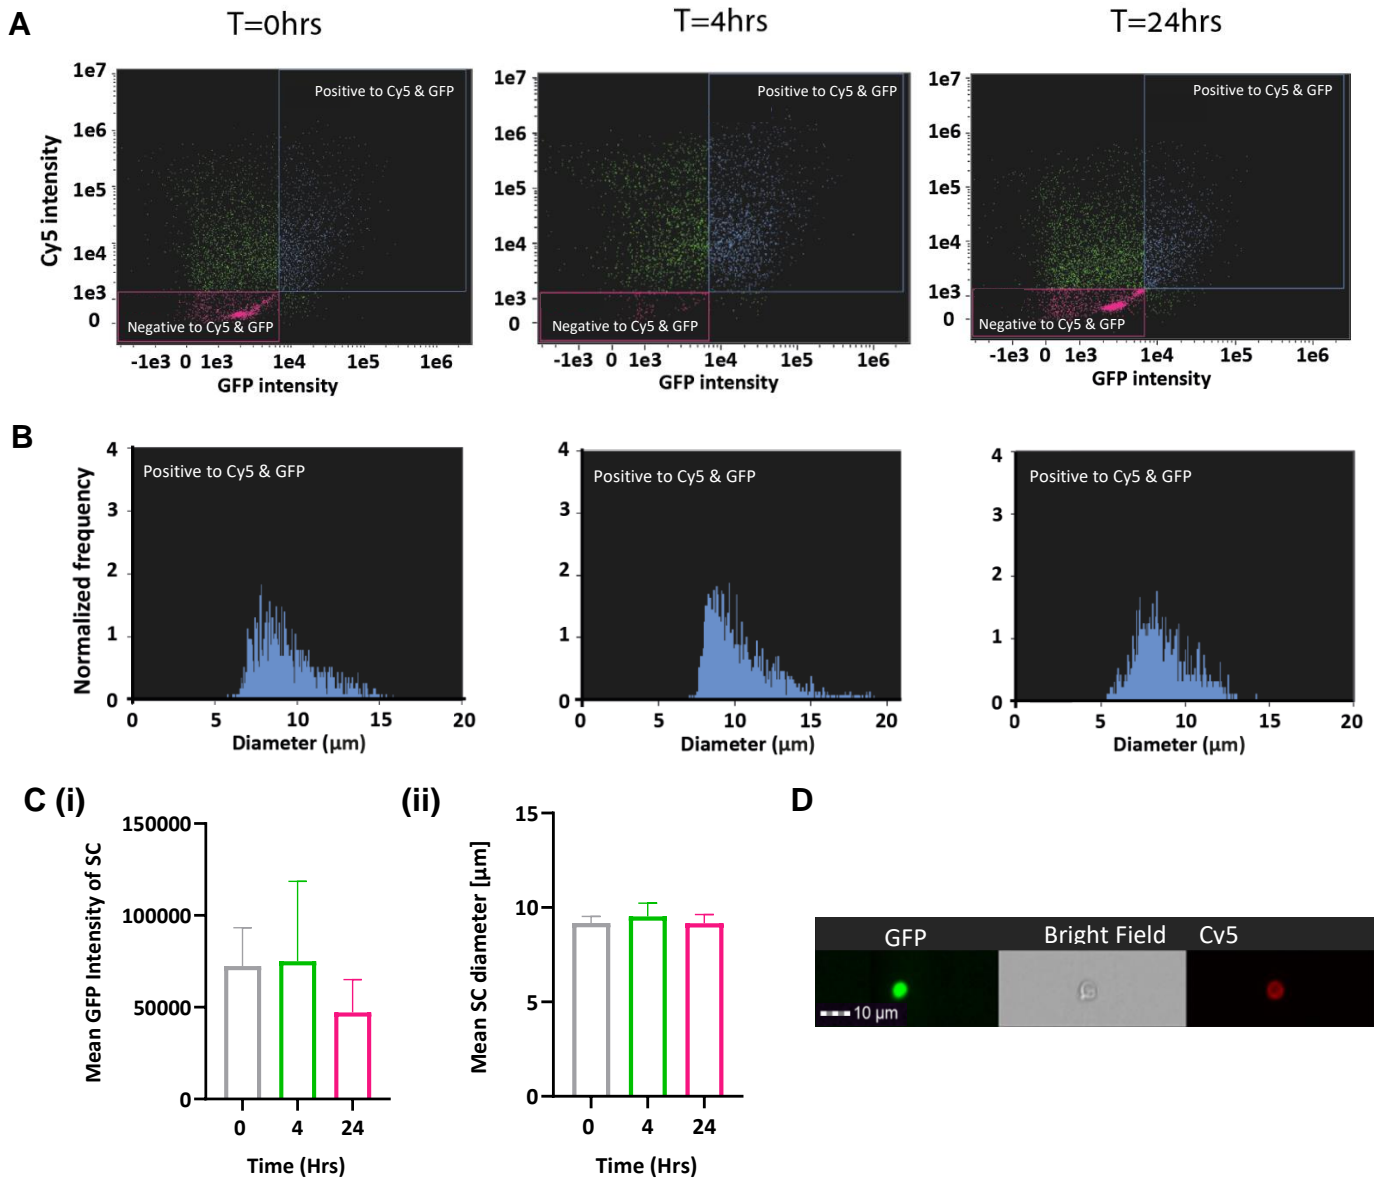 A
T=0hrs
T=4hrs
T=24hrs
Cy5 intensity
1e7
1e6
1e5
1e4
1e3
0
Positive to Cy5 & GFP
Negative to Cy5 & GFP
-1e3 0 1e3 1e4 1e5 1e6
GFP intensity
1e7
1e6
1e5
1e4
1e3
0
Positive to Cy5 & GFP
Negative to Cy5 & GFP
-1e3 0 1e3 1e4 1e5 1e6
GFP intensity
1e7
1e6
1e5
1e4
1e3
0
Positive to Cy5 & GFP
Negative to Cy5 & GFP
-1e3 0 1e3 1e4 1e5 1e6
GFP intensity
B
Normalized frequency
4
3
2
1
0
Positive to Cy5 & GFP
0 5 10 15 20
Diameter (µm)
4
3
2
1
0
Positive to Cy5 & GFP
0 5 10 15 20
Diameter (µm)
4
3
2
1
0
Positive to Cy5 & GFP
0 5 10 15 20
Diameter (µm)
C (i)
Mean GFP Intensity of SC
150000
100000
50000
0
0 4 24
Time (Hrs)
(ii)
Mean SC diameter [µm]
15
10
5
0
0 4 24
Time (Hrs)
D
GFP
Bright Field
Cy5
10 µm